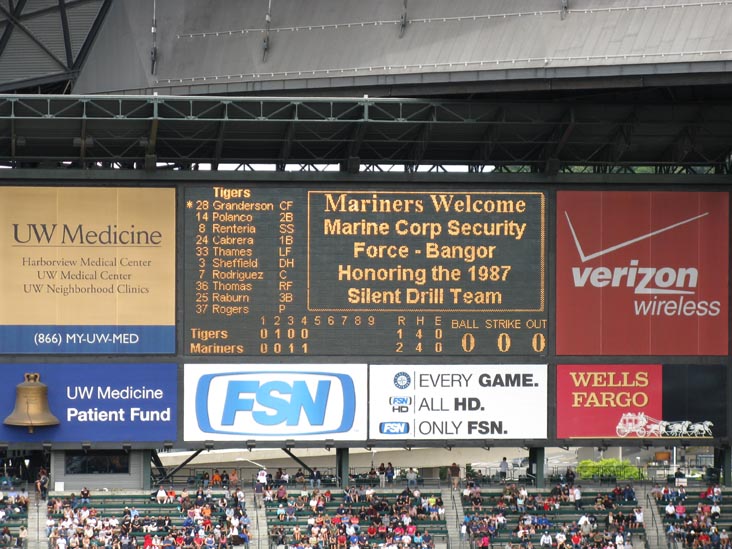 UW Medicine
Harborview Medical Center
UW Medical Center
UW Neighborhood Clinics
(866) MY-UW-MED
Tigers
* 28 Granderson CF
14 Polanco 2B
8 Renteria SS
24 Cabrera 1B
33 Thames LF
3 Sheffield DH
7 Rodriguez C
36 Thomas RF
25 Raburn 3B
37 Rogers P
Mariners Welcome
Marine Corp Security
Force - Bangor
Honoring the 1987
Silent Drill Team
1 2 3 4 5 6 7 8 9 R H E BALL STRIKE OUT
Tigers 0 1 0 0 1 4 0 0 0 0
Mariners 0 0 1 1 2 4 0
verizon
wireless
UW Medicine
Patient Fund
FSN
EVERY GAME.
FSN HD ALL HD.
FSN ONLY FSN.
WELLS
FARGO